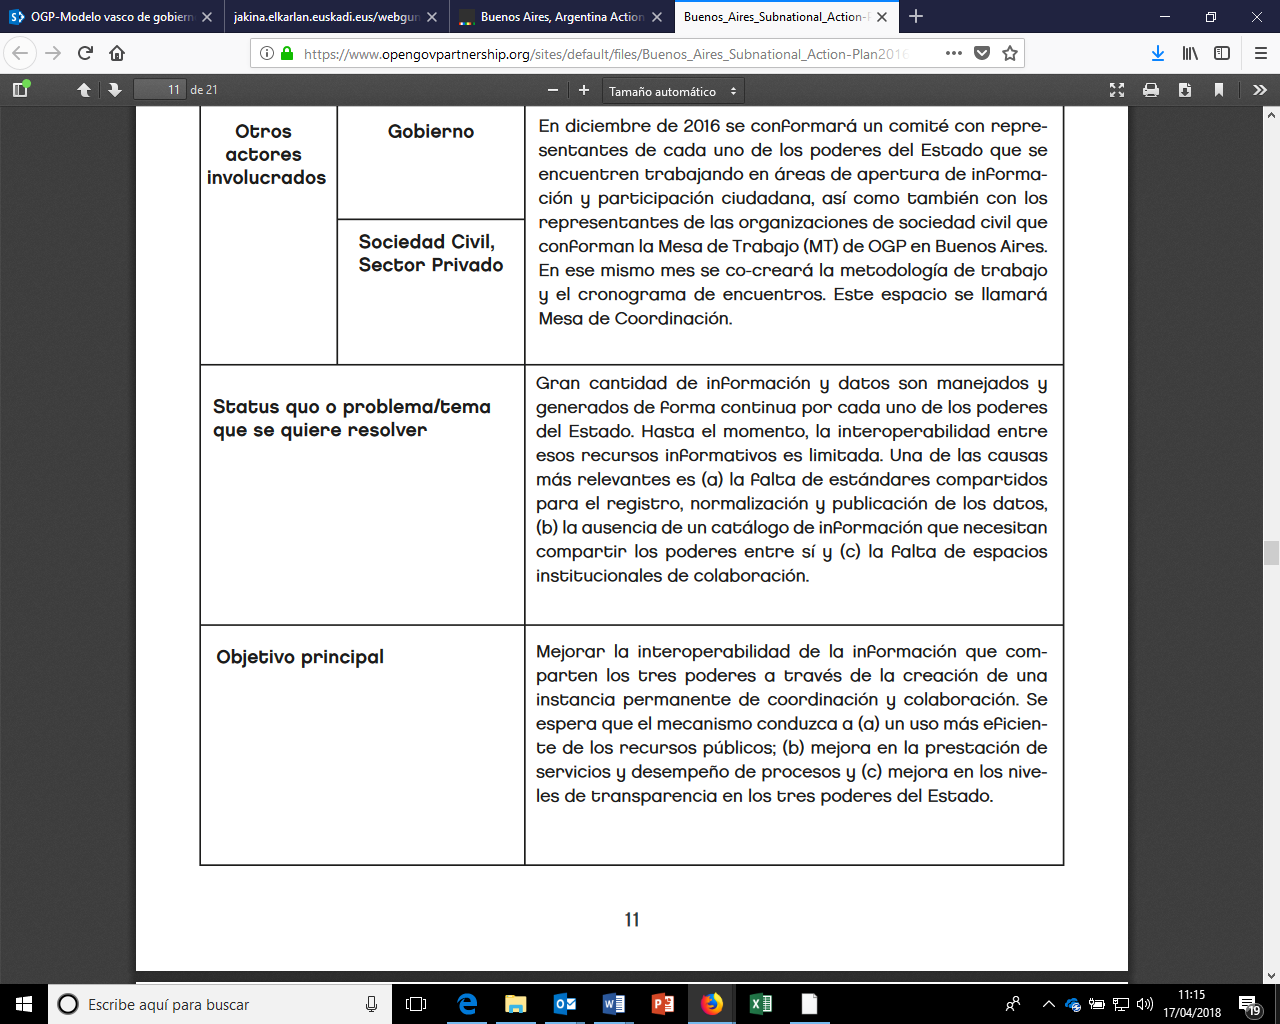 OGP-Modelo vasco de gobiern
jakina.elkarlan.euskadi.eus/webgun
Buenos Aires, Argentina Action
Buenos_Aires_Subnational_Action-
https://www.opengovpartnership.org/sites/default/files/Buenos_Aires_Subnational_Action-Plan2016
11 de 21
Tamaño automático
Otros
actores
involucrados
Gobierno
Sociedad Civil,
Sector Privado
En diciembre de 2016 se conformará un comité con repre-
sentantes de cada uno de los poderes del Estado que se
encuentren trabajando en áreas de apertura de informa-
ción y participación ciudadana, así como también con los
representantes de las organizaciones de sociedad civil que
conforman la Mesa de Trabajo (MT) de OGP en Buenos Aires.
En ese mismo mes se co-creará la metodología de trabajo
y el cronograma de encuentros. Este espacio se llamará
Mesa de Coordinación.
Status quo o problema/tema
que se quiere resolver
Gran cantidad de información y datos son manejados y
generados de forma continua por cada uno de los poderes
del Estado. Hasta el momento, la interoperabilidad entre
esos recursos informativos es limitada. Una de las causas
más relevantes es (a) la falta de estándares compartidos
para el registro, normalización y publicación de los datos,
(b) la ausencia de un catálogo de información que necesitan
compartir los poderes entre sí y (c) la falta de espacios
institucionales de colaboración.
Objetivo principal
Mejorar la interoperabilidad de la información que com-
parten los tres poderes a través de la creación de una
instancia permanente de coordinación y colaboración. Se
espera que el mecanismo conduzca a (a) un uso más eficien-
te de los recursos públicos; (b) mejora en la prestación de
servicios y desempeño de procesos y (c) mejora en los nive-
les de transparencia en los tres poderes del Estado.
11
Escribe aquí para buscar
11:15
17/04/2018
19